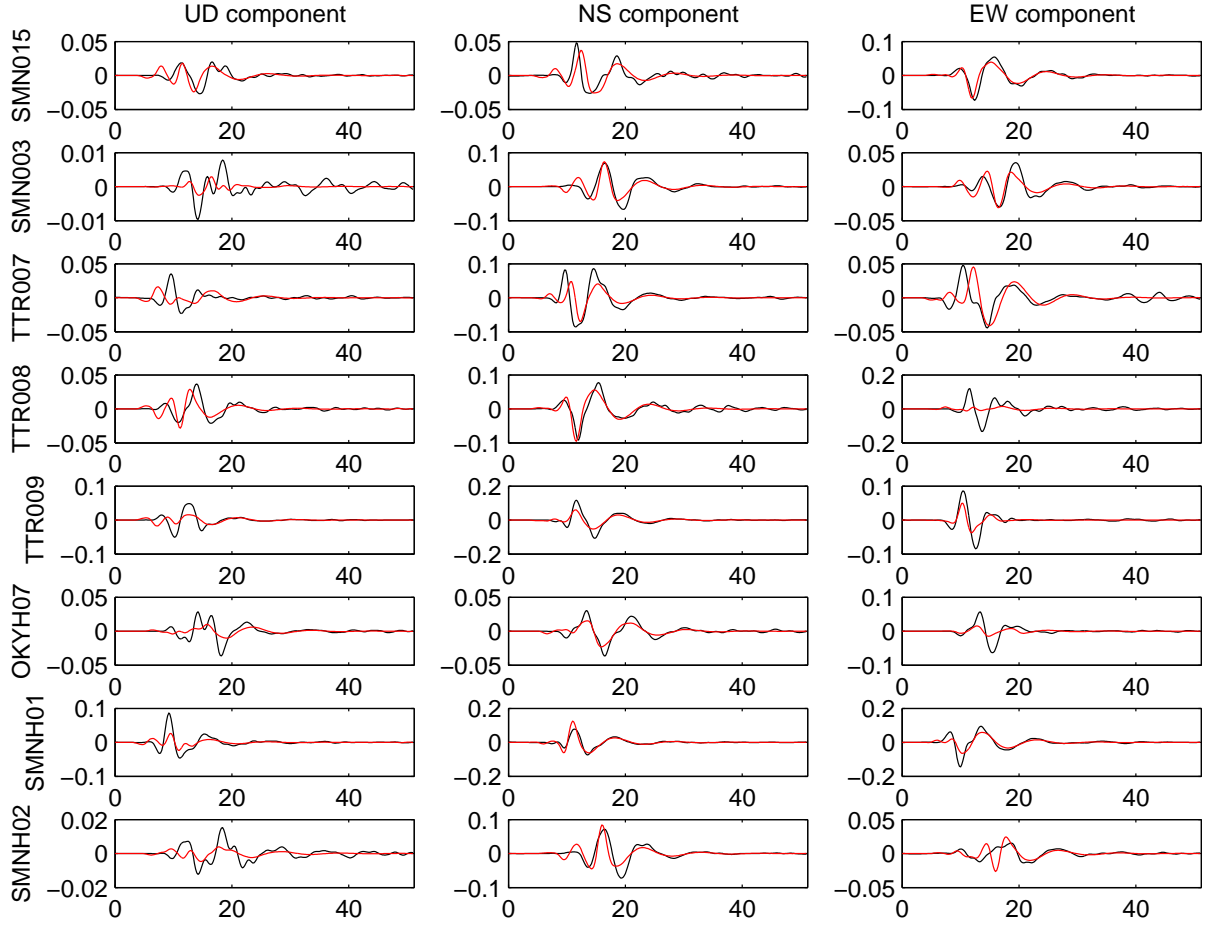 UD component NS component EW component
SMN015
0.05 0.05 0.1
0 0 0
−0.05 −0.05 −0.1
0 20 40 0 20 40 0 20 40
SMN003
0.01 0.1 0.05
0 0 0
−0.01 −0.1 −0.05
0 20 40 0 20 40 0 20 40
TTR007
0.05 0.1 0.05
0 0 0
−0.05 −0.1 −0.05
0 20 40 0 20 40 0 20 40
TTR008
0.05 0.1 0.2
0 0 0
−0.05 −0.1 −0.2
0 20 40 0 20 40 0 20 40
TTR009
0.1 0.2 0.1
0 0 0
−0.1 −0.2 −0.1
0 20 40 0 20 40 0 20 40
OKYH07
0.05 0.05 0.1
0 0 0
−0.05 −0.05 −0.1
0 20 40 0 20 40 0 20 40
SMNH01
0.1 0.2 0.2
0 0 0
−0.1 −0.2 −0.2
0 20 40 0 20 40 0 20 40
SMNH02
0.02 0.1 0.05
0 0 0
−0.02 −0.1 −0.05
0 20 40 0 20 40 0 20 40